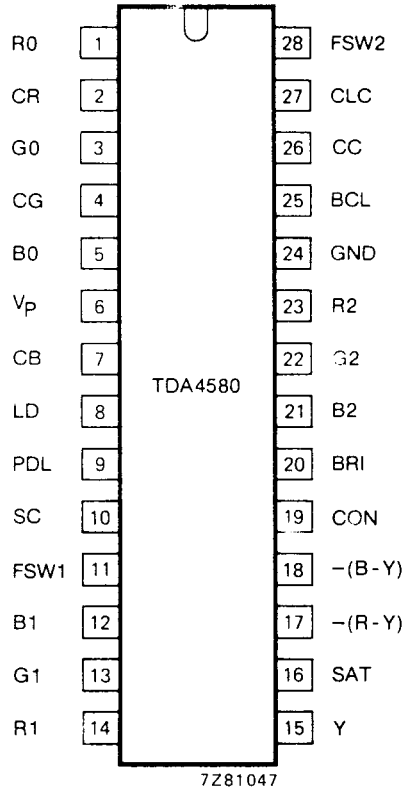 R0 1 28 FSW2
CR 2 27 CLC
G0 3 26 CC
CG 4 25 BCL
B0 5 24 GND
VP 6 23 R2
CB 7 22 G2
TDA4580
LD 8 21 B2
PDL 9 20 BRI
SC 10 19 CON
FSW1 11 18 −(B-Y)
B1 12 17 −(R-Y)
G1 13 16 SAT
R1 14 15 Y
7Z81047